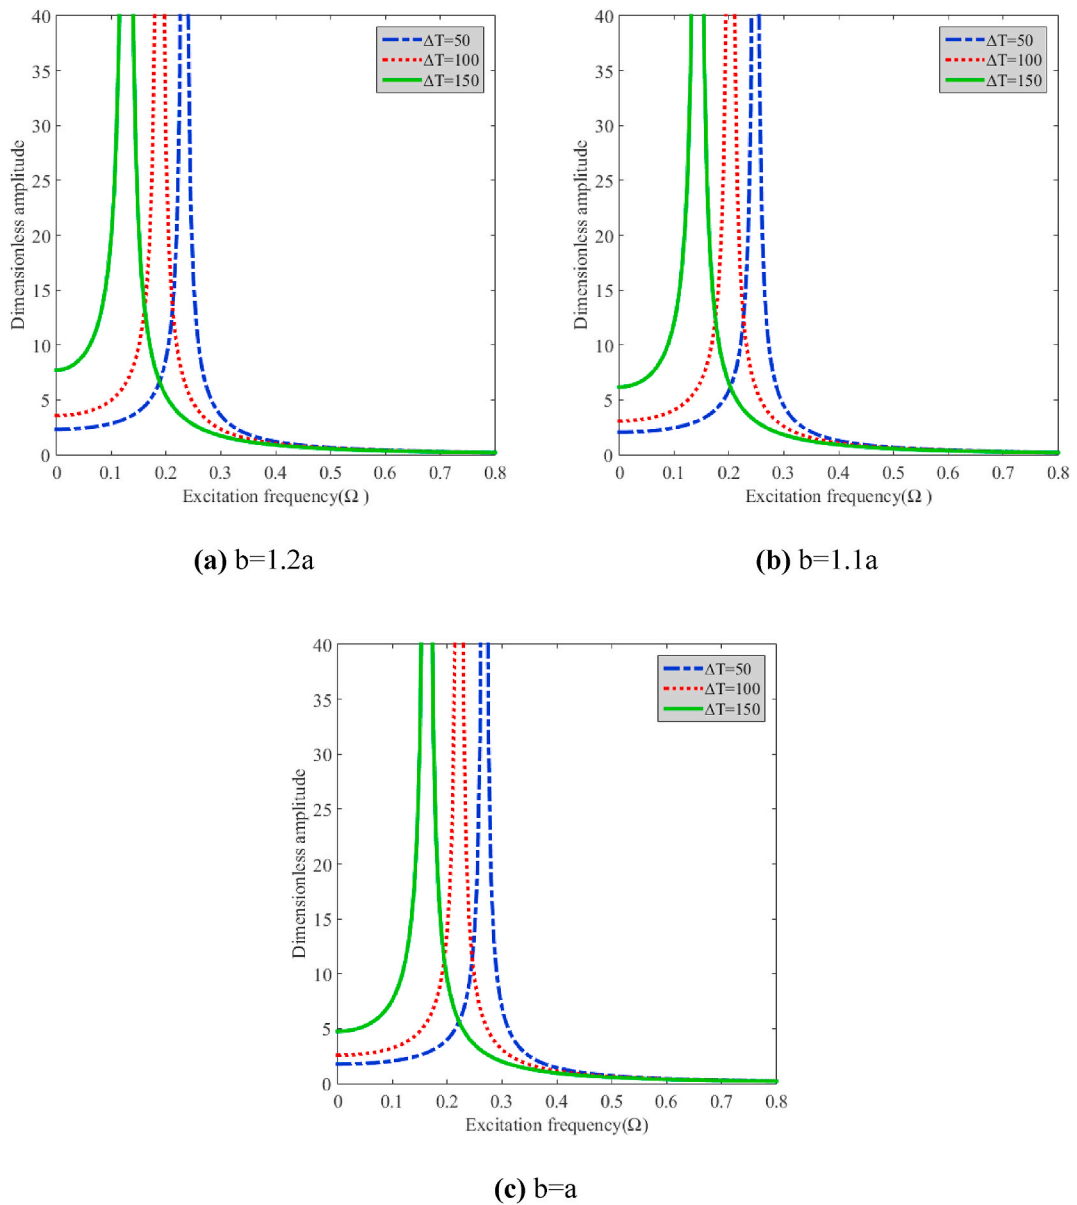 40
35
30
25
20
15
10
5
0
Dimensionless amplitude
ΔT=50
ΔT=100
ΔT=150
0 0.1 0.2 0.3 0.4 0.5 0.6 0.7 0.8
Excitation frequency(Ω )
(a) b=1.2a
40
35
30
25
20
15
10
5
0
Dimensionless amplitude
ΔT=50
ΔT=100
ΔT=150
0 0.1 0.2 0.3 0.4 0.5 0.6 0.7 0.8
Excitation frequency(Ω )
(b) b=1.1a
40
35
30
25
20
15
10
5
0
Dimensionless amplitude
ΔT=50
ΔT=100
ΔT=150
0 0.1 0.2 0.3 0.4 0.5 0.6 0.7 0.8
Excitation frequency(Ω)
(c) b=a